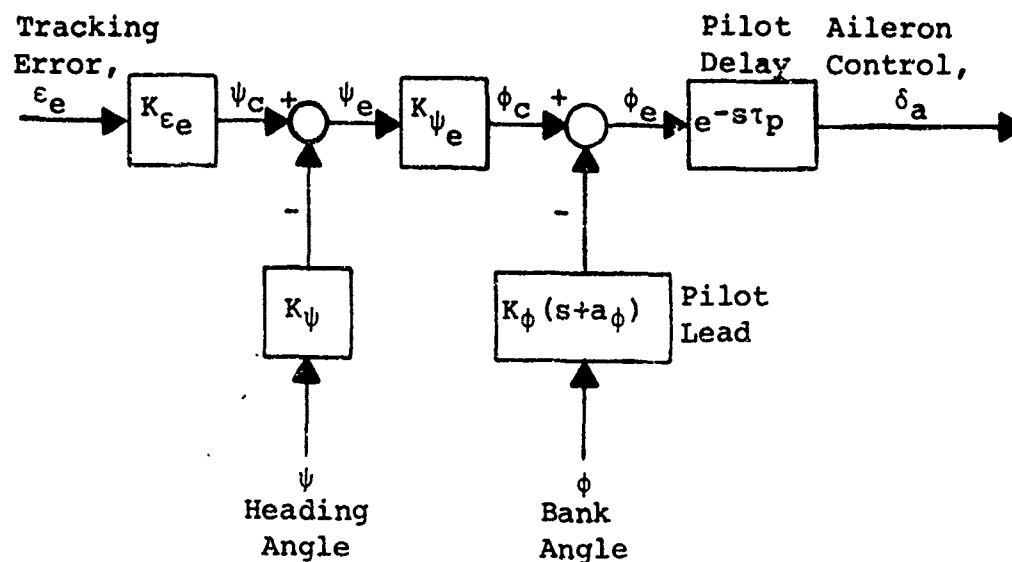 Tracking
Error,
εe
Kεe
ψc
+
ψe
Kψe
ϕc
+
ϕe
Pilot
Delay
e^-sτp
Aileron
Control,
δa
-
-
Kψ
Kϕ(s+aϕ)
Pilot
Lead
ψ
Heading
Angle
ϕ
Bank
Angle